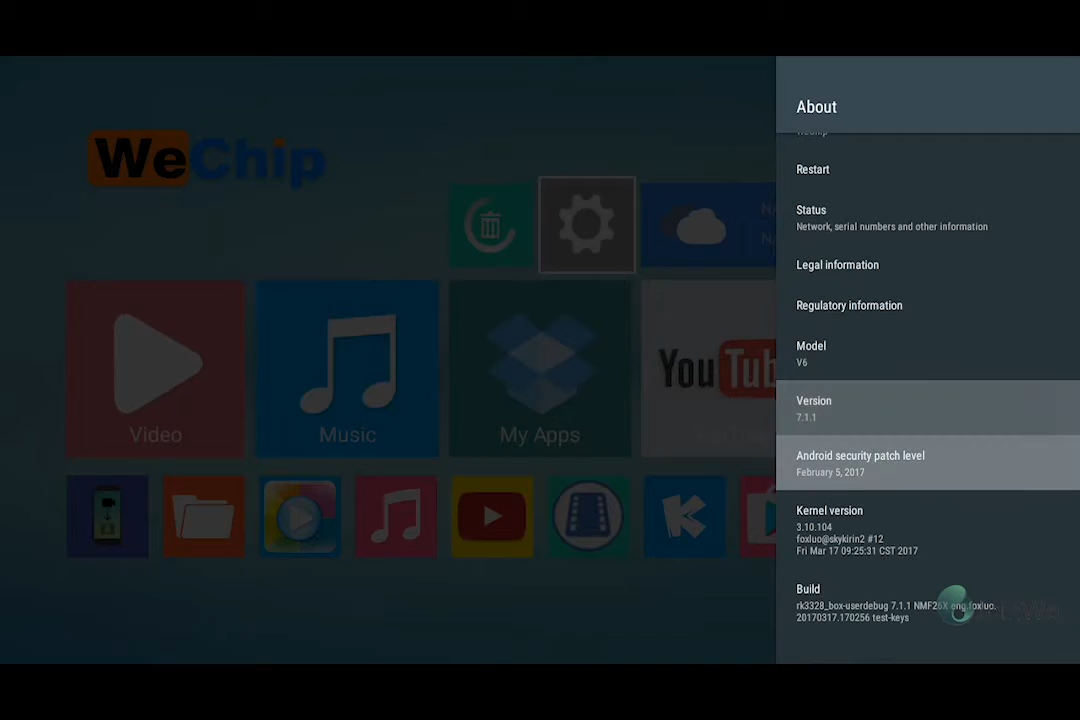 About
WeChip
Restart
Status
Network, serial numbers and other information
Legal information
Regulatory information
Model
V6
Version
7.1.1
Android security patch level
February 5, 2017
Kernel version
3.10.104
foxluo@skykirin2 #12
Fri Mar 17 09:25:31 CST 2017
Build
rk3328_box-userdebug 7.1.1 NMF26X eng.foxluo.
20170317.170256 test-keys
WeChip
YouTub
Video
Music
My Apps